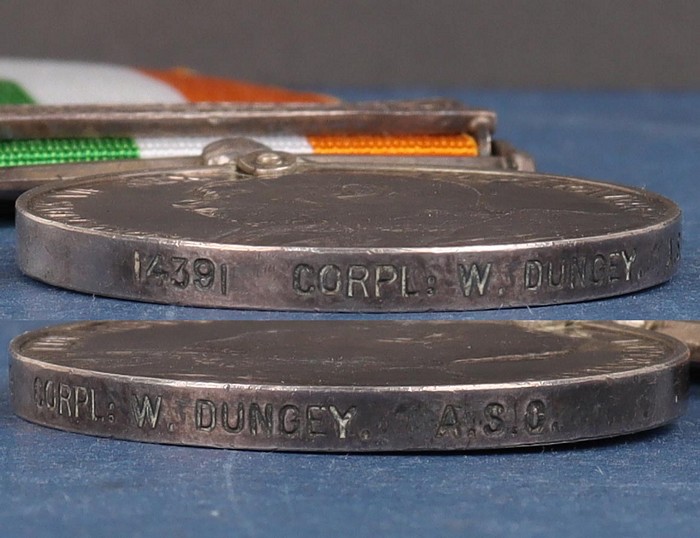 14391 CORPL: W. DUNGEY. A.S
CORPL: W. DUNGEY. A.S.C.